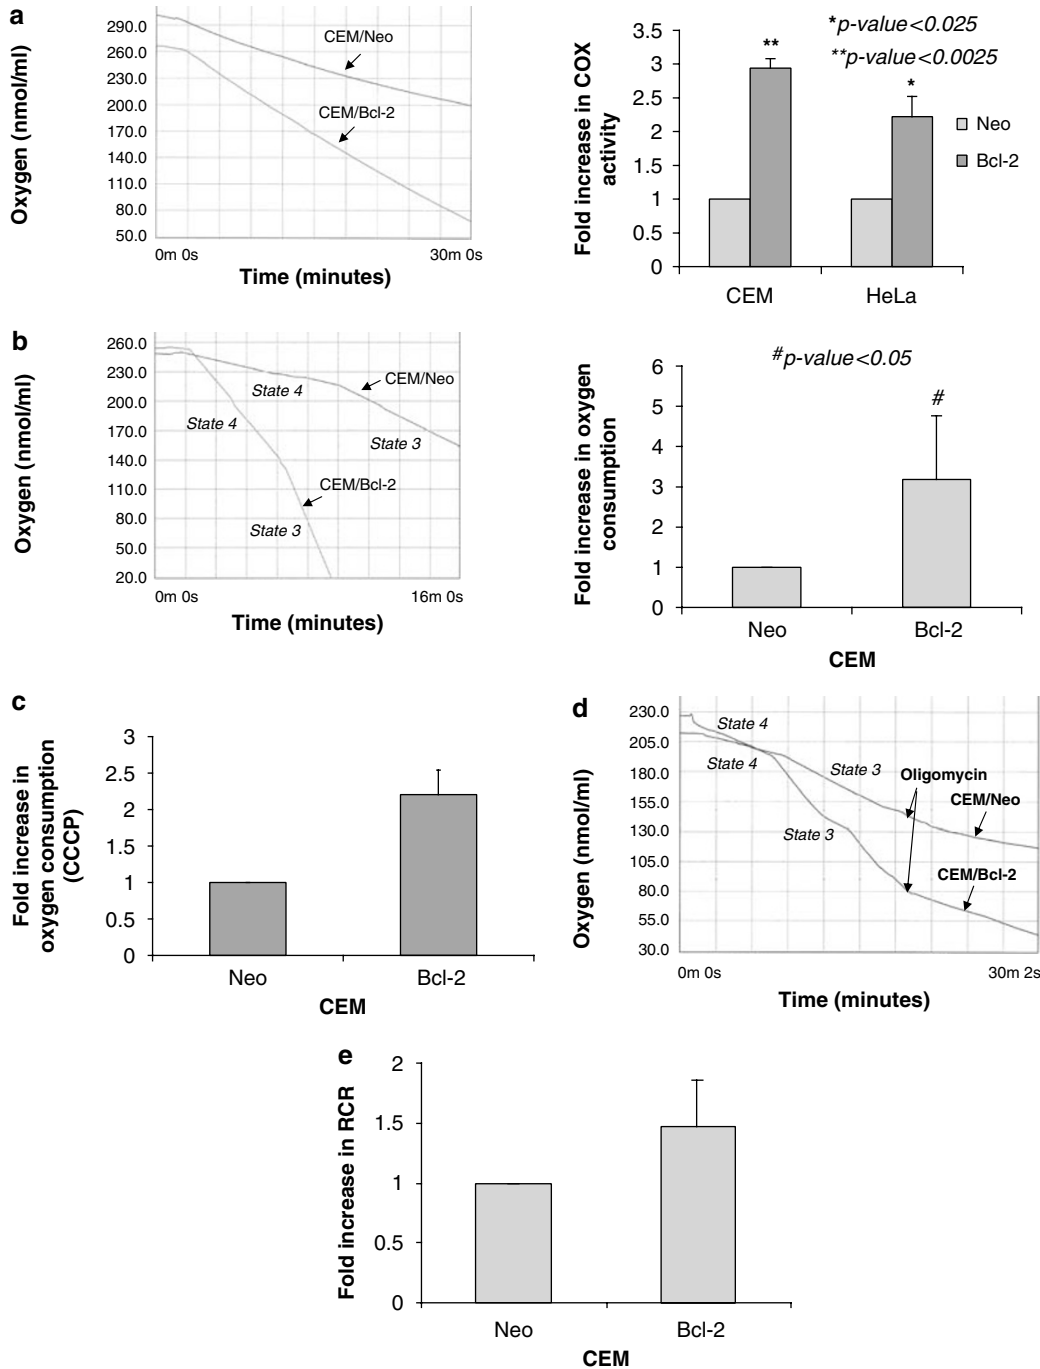 a
Oxygen (nmol/ml)
290.0
260.0
230.0
200.0
170.0
140.0
110.0
80.0
50.0
CEM/Neo
CEM/Bcl-2
0m 0s
30m 0s
Time (minutes)
Fold increase in COX
activity
3.5
3
2.5
2
1.5
1
0.5
0
**
*
*p-value<0.025
**p-value<0.0025
Neo
Bcl-2
CEM
HeLa
b
Oxygen (nmol/ml)
260.0
230.0
200.0
170.0
140.0
110.0
80.0
50.0
20.0
State 4
CEM/Neo
State 4
State 3
CEM/Bcl-2
State 3
0m 0s
16m 0s
Time (minutes)
Fold increase in oxygen
consumption
#p-value<0.05
6
5
4
3
2
1
0
#
Neo
Bcl-2
CEM
c
Fold increase in
oxygen consumption
(CCCP)
3
2.5
2
1.5
1
0.5
0
Neo
Bcl-2
CEM
d
Oxygen (nmol/ml)
230.0
205.0
180.0
155.0
130.0
105.0
80.0
55.0
30.0
State 4
State 4
State 3
Oligomycin
CEM/Neo
State 3
CEM/Bcl-2
0m 0s
30m 2s
Time (minutes)
e
Fold increase in RCR
2
1.5
1
0.5
0
Neo
Bcl-2
CEM